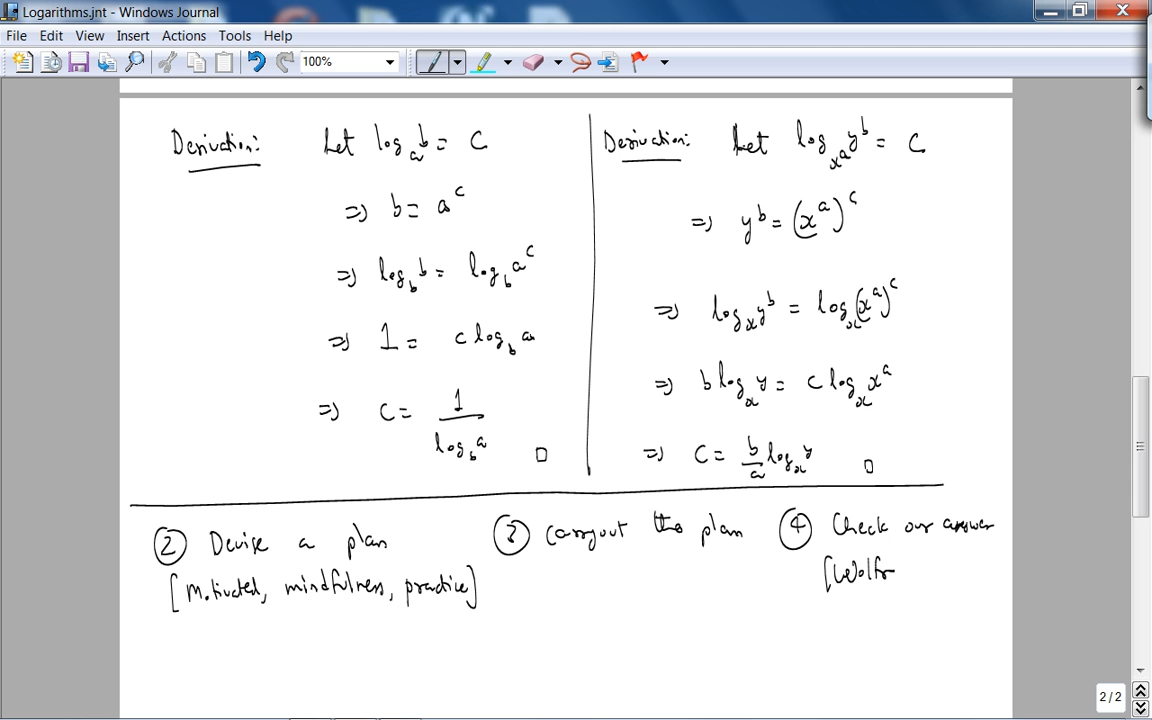 Logarithms.jnt - Windows Journal
File Edit View Insert Actions Tools Help
100%
Derivation: Let log_a b = c
⇒ b = a^c
⇒ log_b b = log_b a^c
⇒ 1 = c log_b a
⇒ c = 1 / log_b a □
Derivation: Let log_{x^a} y^b = c
⇒ y^b = (x^a)^c
⇒ log_x y^b = log_x (x^a)^c
⇒ b log_x y = c log_x x^a
⇒ c = b/a log_x y □
② Devise a plan
[Motivated, mindfulness, practice]
③ Carryout the plan
④ Check our answer
[Wolfr
2/2